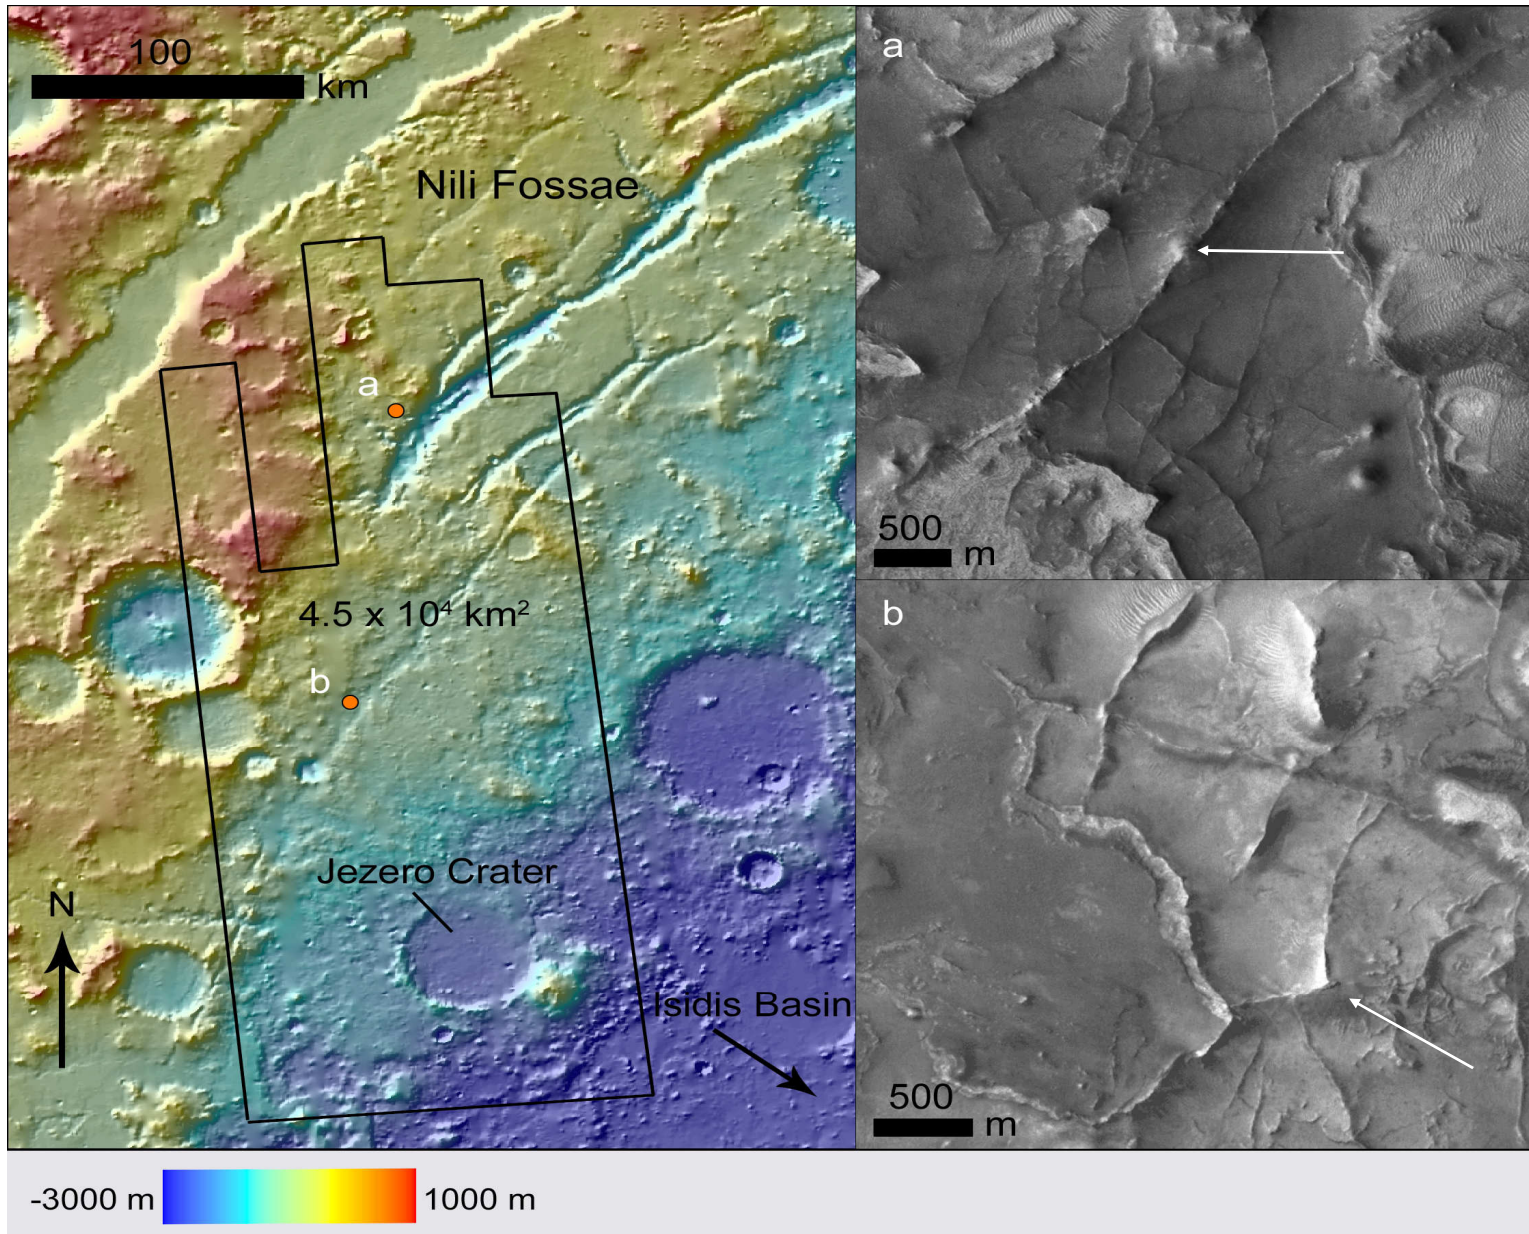 100
km
Nili Fossae
a
4.5 x 10⁴ km²
b
Jezero Crater
N
Isidis Basin
-3000 m
1000 m
a
500
m
b
500
m